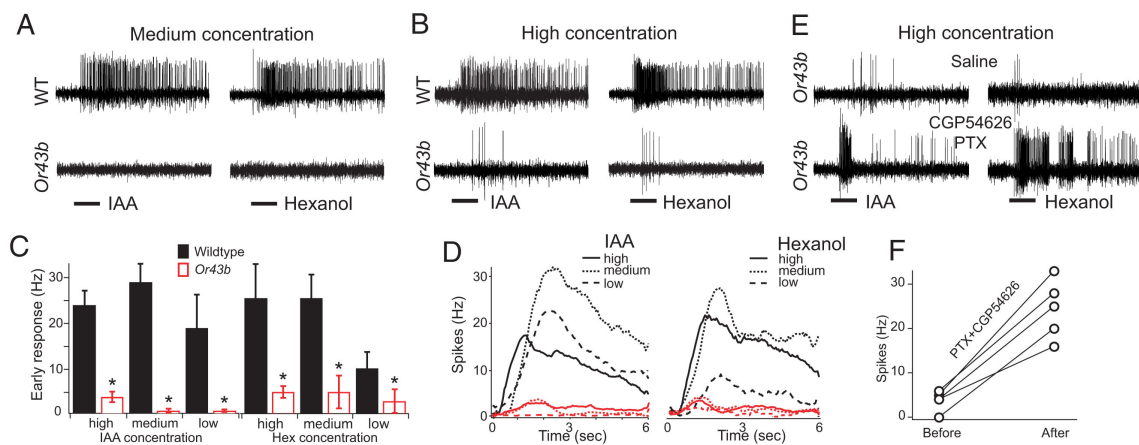 A
Medium concentration
WT
Or43b
IAA
Hexanol
B
High concentration
WT
Or43b
IAA
Hexanol
E
High concentration
Or43b
Saline
CGP54626
PTX
Or43b
IAA
Hexanol
C
Wildtype
Or43b
Early response (Hz)
30
20
10
0
* * * * * *
high medium low high medium low
IAA concentration Hex concentration
D
IAA
high
medium
low
Hexanol
high
medium
low
Spikes (Hz)
30
20
10
0
0 3 6 0 3 6
Time (sec) Time (sec)
F
PTX+CGP54626
Spikes (Hz)
30
20
10
0
Before After